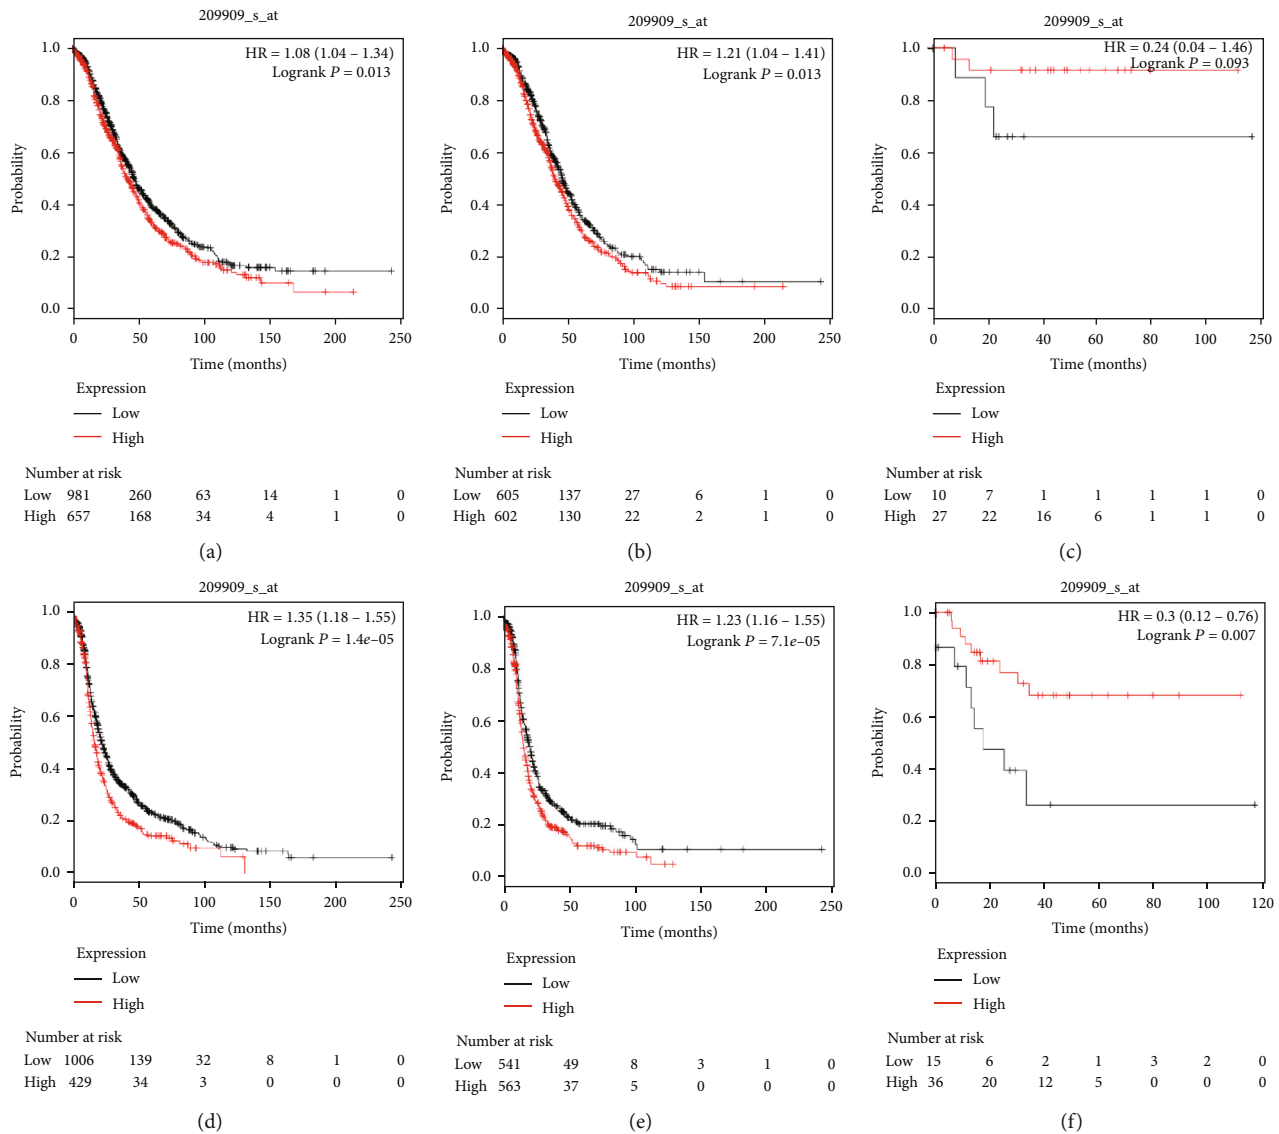 209909_s_at
HR = 1.08 (1.04 – 1.34)
Logrank P = 0.013
1.0
0.8
0.6
0.4
0.2
0.0
Probability
0 50 100 150 200 250
Time (months)
Expression
Low
High
Number at risk
Low 981 260 63 14 1 0
High 657 168 34 4 1 0
(a)
209909_s_at
HR = 1.21 (1.04 – 1.41)
Logrank P = 0.013
1.0
0.8
0.6
0.4
0.2
0.0
Probability
0 50 100 150 200 250
Time (months)
Expression
Low
High
Number at risk
Low 605 137 27 6 1 0
High 602 130 22 2 1 0
(b)
209909_s_at
HR = 0.24 (0.04 – 1.46)
Logrank P = 0.093
1.0
0.8
0.6
0.4
0.2
0.0
Probability
0 20 40 60 80 100 250
Time (months)
Expression
Low
High
Number at risk
Low 10 7 1 1 1 1 0
High 27 22 16 6 1 1 0
(c)
209909_s_at
HR = 1.35 (1.18 – 1.55)
Logrank P = 1.4e–05
1.0
0.8
0.6
0.4
0.2
0.0
Probability
0 50 100 150 200 250
Time (months)
Expression
Low
High
Number at risk
Low 1006 139 32 8 1 0
High 429 34 3 0 0 0
(d)
209909_s_at
HR = 1.23 (1.16 – 1.55)
Logrank P = 7.1e–05
1.0
0.8
0.6
0.4
0.2
0.0
Probability
0 50 100 150 200 250
Time (months)
Expression
Low
High
Number at risk
Low 541 49 8 3 1 0
High 563 37 5 0 0 0
(e)
209909_s_at
HR = 0.3 (0.12 – 0.76)
Logrank P = 0.007
1.0
0.8
0.6
0.4
0.2
0.0
Probability
0 20 40 60 80 100 120
Time (months)
Expression
Low
High
Number at risk
Low 15 6 2 1 3 2 0
High 36 20 12 5 0 0 0
(f)